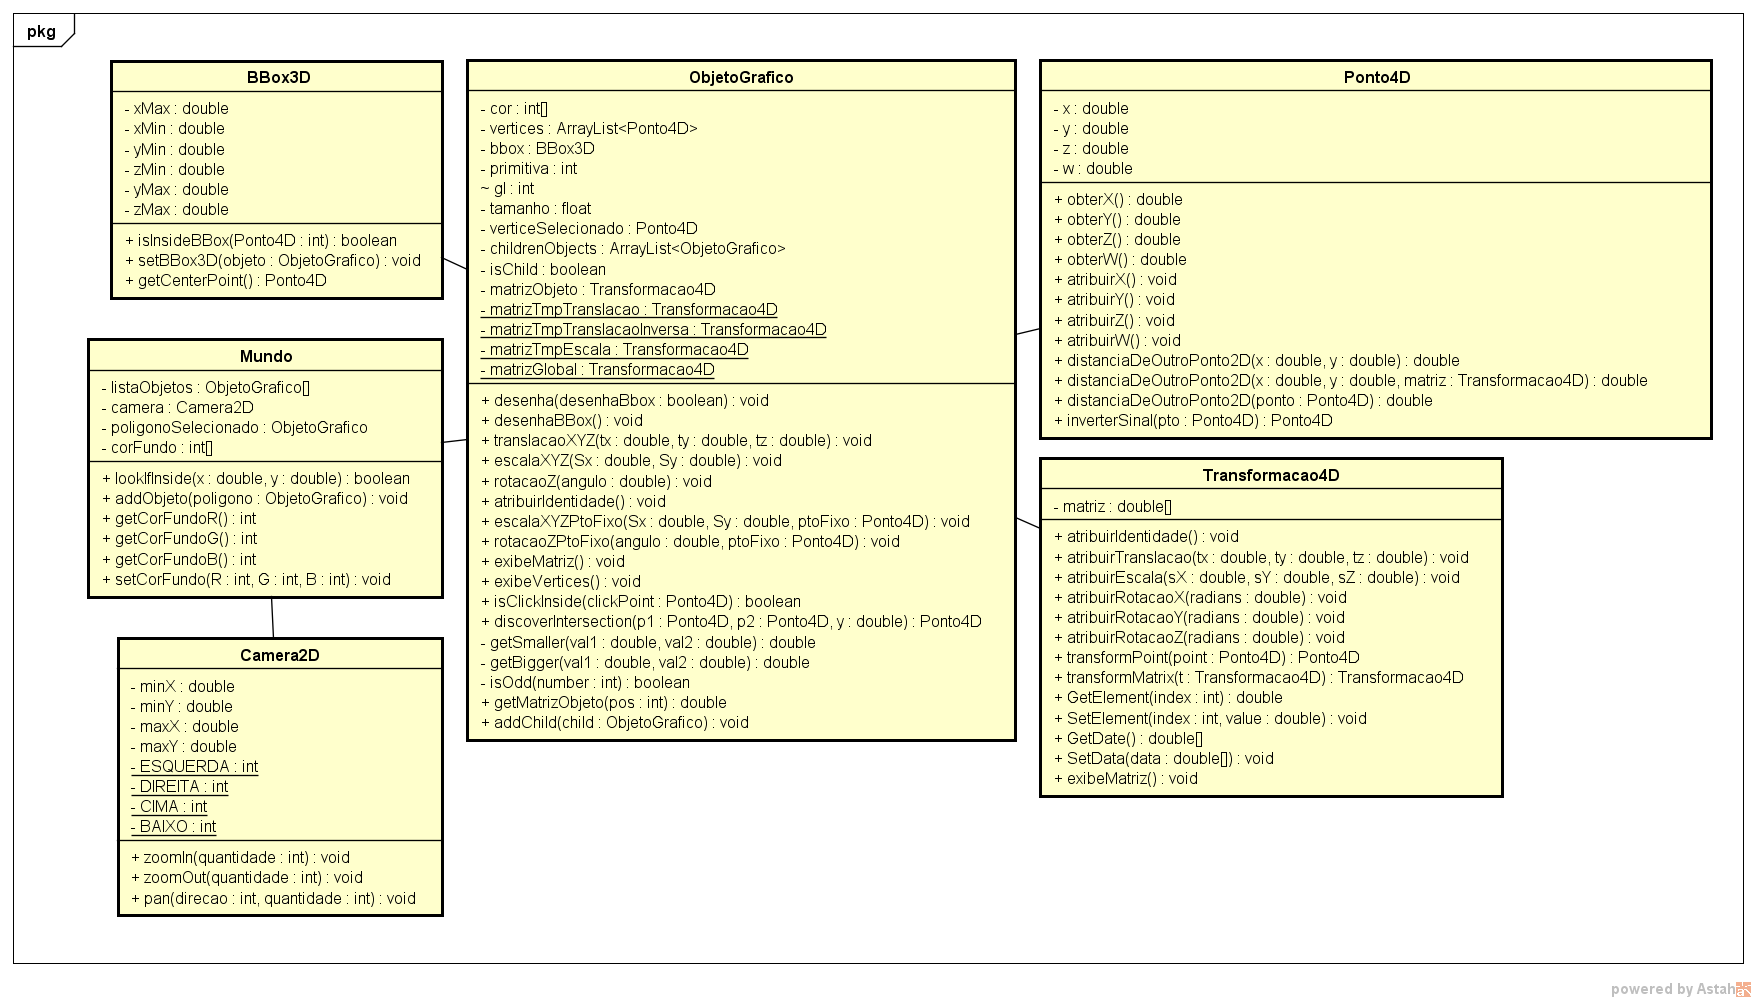 pkg
BBox3D
- xMax : double
- xMin : double
- yMin : double
- zMin : double
- yMax : double
- zMax : double
+ isInsideBBox(Ponto4D : int) : boolean
+ setBBox3D(objeto : ObjetoGrafico) : void
+ getCenterPoint() : Ponto4D
Mundo
- listaObjetos : ObjetoGrafico[]
- camera : Camera2D
- poligonoSelecionado : ObjetoGrafico
- corFundo : int[]
+ lookIfInside(x : double, y : double) : boolean
+ addObjeto(poligono : ObjetoGrafico) : void
+ getCorFundoR() : int
+ getCorFundoG() : int
+ getCorFundoB() : int
+ setCorFundo(R : int, G : int, B : int) : void
Camera2D
- minX : double
- minY : double
- maxX : double
- maxY : double
- ESQUERDA : int
- DIREITA : int
- CIMA : int
- BAIXO : int
+ zoomIn(quantidade : int) : void
+ zoomOut(quantidade : int) : void
+ pan(direcao : int, quantidade : int) : void
ObjetoGrafico
- cor : int[]
- vertices : ArrayList<Ponto4D>
- bbox : BBox3D
- primitiva : int
~ gl : int
- tamanho : float
- verticeSelecionado : Ponto4D
- childrenObjects : ArrayList<ObjetoGrafico>
- isChild : boolean
- matrizObjeto : Transformacao4D
- matrizTmpTranslacao : Transformacao4D
- matrizTmpTranslacaoInversa : Transformacao4D
- matrizTmpEscala : Transformacao4D
- matrizGlobal : Transformacao4D
+ desenha(desenhaBbox : boolean) : void
+ desenhaBBox() : void
+ translacaoXYZ(tx : double, ty : double, tz : double) : void
+ escalaXYZ(Sx : double, Sy : double) : void
+ rotacaoZ(angulo : double) : void
+ atribuirIdentidade() : void
+ escalaXYZPtoFixo(Sx : double, Sy : double, ptoFixo : Ponto4D) : void
+ rotacaoZPtoFixo(angulo : double, ptoFixo : Ponto4D) : void
+ exibeMatriz() : void
+ exibeVertices() : void
+ isClickInside(clickPoint : Ponto4D) : boolean
+ discoverIntersection(p1 : Ponto4D, p2 : Ponto4D, y : double) : Ponto4D
- getSmaller(val1 : double, val2 : double) : double
- getBigger(val1 : double, val2 : double) : double
- isOdd(number : int) : boolean
+ getMatrizObjeto(pos : int) : double
+ addChild(child : ObjetoGrafico) : void
Ponto4D
- x : double
- y : double
- z : double
- w : double
+ obterX() : double
+ obterY() : double
+ obterZ() : double
+ obterW() : double
+ atribuirX() : void
+ atribuirY() : void
+ atribuirZ() : void
+ atribuirW() : void
+ distanciaDeOutroPonto2D(x : double, y : double) : double
+ distanciaDeOutroPonto2D(x : double, y : double, matriz : Transformacao4D) : double
+ distanciaDeOutroPonto2D(ponto : Ponto4D) : double
+ inverterSinal(pto : Ponto4D) : Ponto4D
Transformacao4D
- matriz : double[]
+ atribuirIdentidade() : void
+ atribuirTranslacao(tx : double, ty : double, tz : double) : void
+ atribuirEscala(sX : double, sY : double, sZ : double) : void
+ atribuirRotacaoX(radians : double) : void
+ atribuirRotacaoY(radians : double) : void
+ atribuirRotacaoZ(radians : double) : void
+ transformPoint(point : Ponto4D) : Ponto4D
+ transformMatrix(t : Transformacao4D) : Transformacao4D
+ GetElement(index : int) : double
+ SetElement(index : int, value : double) : void
+ GetDate() : double[]
+ SetData(data : double[]) : void
+ exibeMatriz() : void
powered by Astah